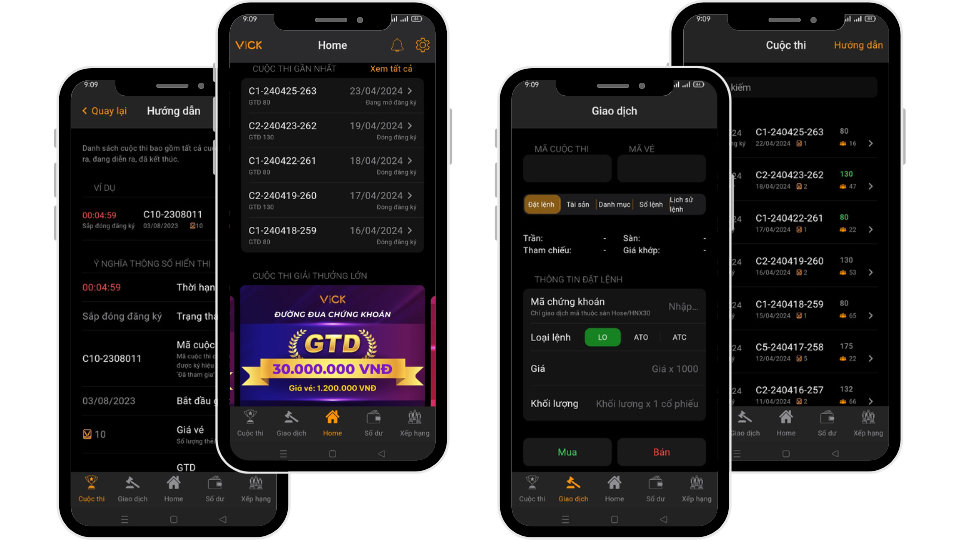 9:09
Quay lại
Hướng dẫn
Danh sách cuộc thi bao gồm tất cả
ra, đang diễn ra, đã kết thúc.
VÍ DỤ
00:04:59
C10-2308011
Sắp đóng đăng ký
03/08/2023
10
Ý NGHĨA THÔNG SỐ HIỂN THỊ
00:04:59
Thời hạn
Sắp đóng đăng ký
C10-2308011
Mã cuộc
03/08/2023
Bắt đầu
10
Giá vé
GTD
Cuộc thi
Giao dịch
Home
Số dư
Xếp hạng
9:09
VICK
Home
CUỘC THI GẦN NHẤT
Xem tất cả
C1-240425-263
23/04/2024
GTD 80
Đang mở đăng ký
C2-240423-262
19/04/2024
GTD 130
Đóng đăng ký
C1-240422-261
18/04/2024
GTD 80
Đóng đăng ký
C2-240419-260
17/04/2024
GTD 130
Đóng đăng ký
C1-240418-259
16/04/2024
GTD 80
Đóng đăng ký
CUỘC THI GIẢI THƯỞNG LỚN
VICK
ĐƯỜNG ĐUA CHỨNG KHOÁN
GTD
30.000.000 VNĐ
Giá vé: 1.200.000 VNĐ
Cuộc thi
Giao dịch
Home
Số dư
Xếp hạng
9:09
Giao dịch
MÃ CUỘC THI
MÃ VÉ
Đặt lệnh
Tài sản
Danh mục
Sổ lệnh
Lịch sử
lệnh
Trần:
-
Sàn:
-
Tham chiếu:
-
Giá khớp:
-
THÔNG TIN ĐẶT LỆNH
Mã chứng khoán
Nhập...
Chỉ giao dịch mã thuộc sàn Hose/HNX30
Loại lệnh
LO
ATO
ATC
Giá
Giá x 1000
Khối lượng
Khối lượng x 1 cổ phiếu
Mua
Bán
Cuộc thi
Giao dịch
Home
Số dư
Xếp hạng
9:09
Cuộc thi
Hướng dẫn
kiếm
C1-240425-263
80
22/04/2024
1
16
C2-240423-262
130
18/04/2024
2
47
C1-240422-261
80
17/04/2024
1
22
C2-240419-260
130
16/04/2024
2
53
C1-240418-259
80
15/04/2024
1
65
C5-240417-258
175
12/04/2024
5
22
C2-240416-257
132
11/04/2024
2
66
Giao dịch
Home
Số dư
Xếp hạng